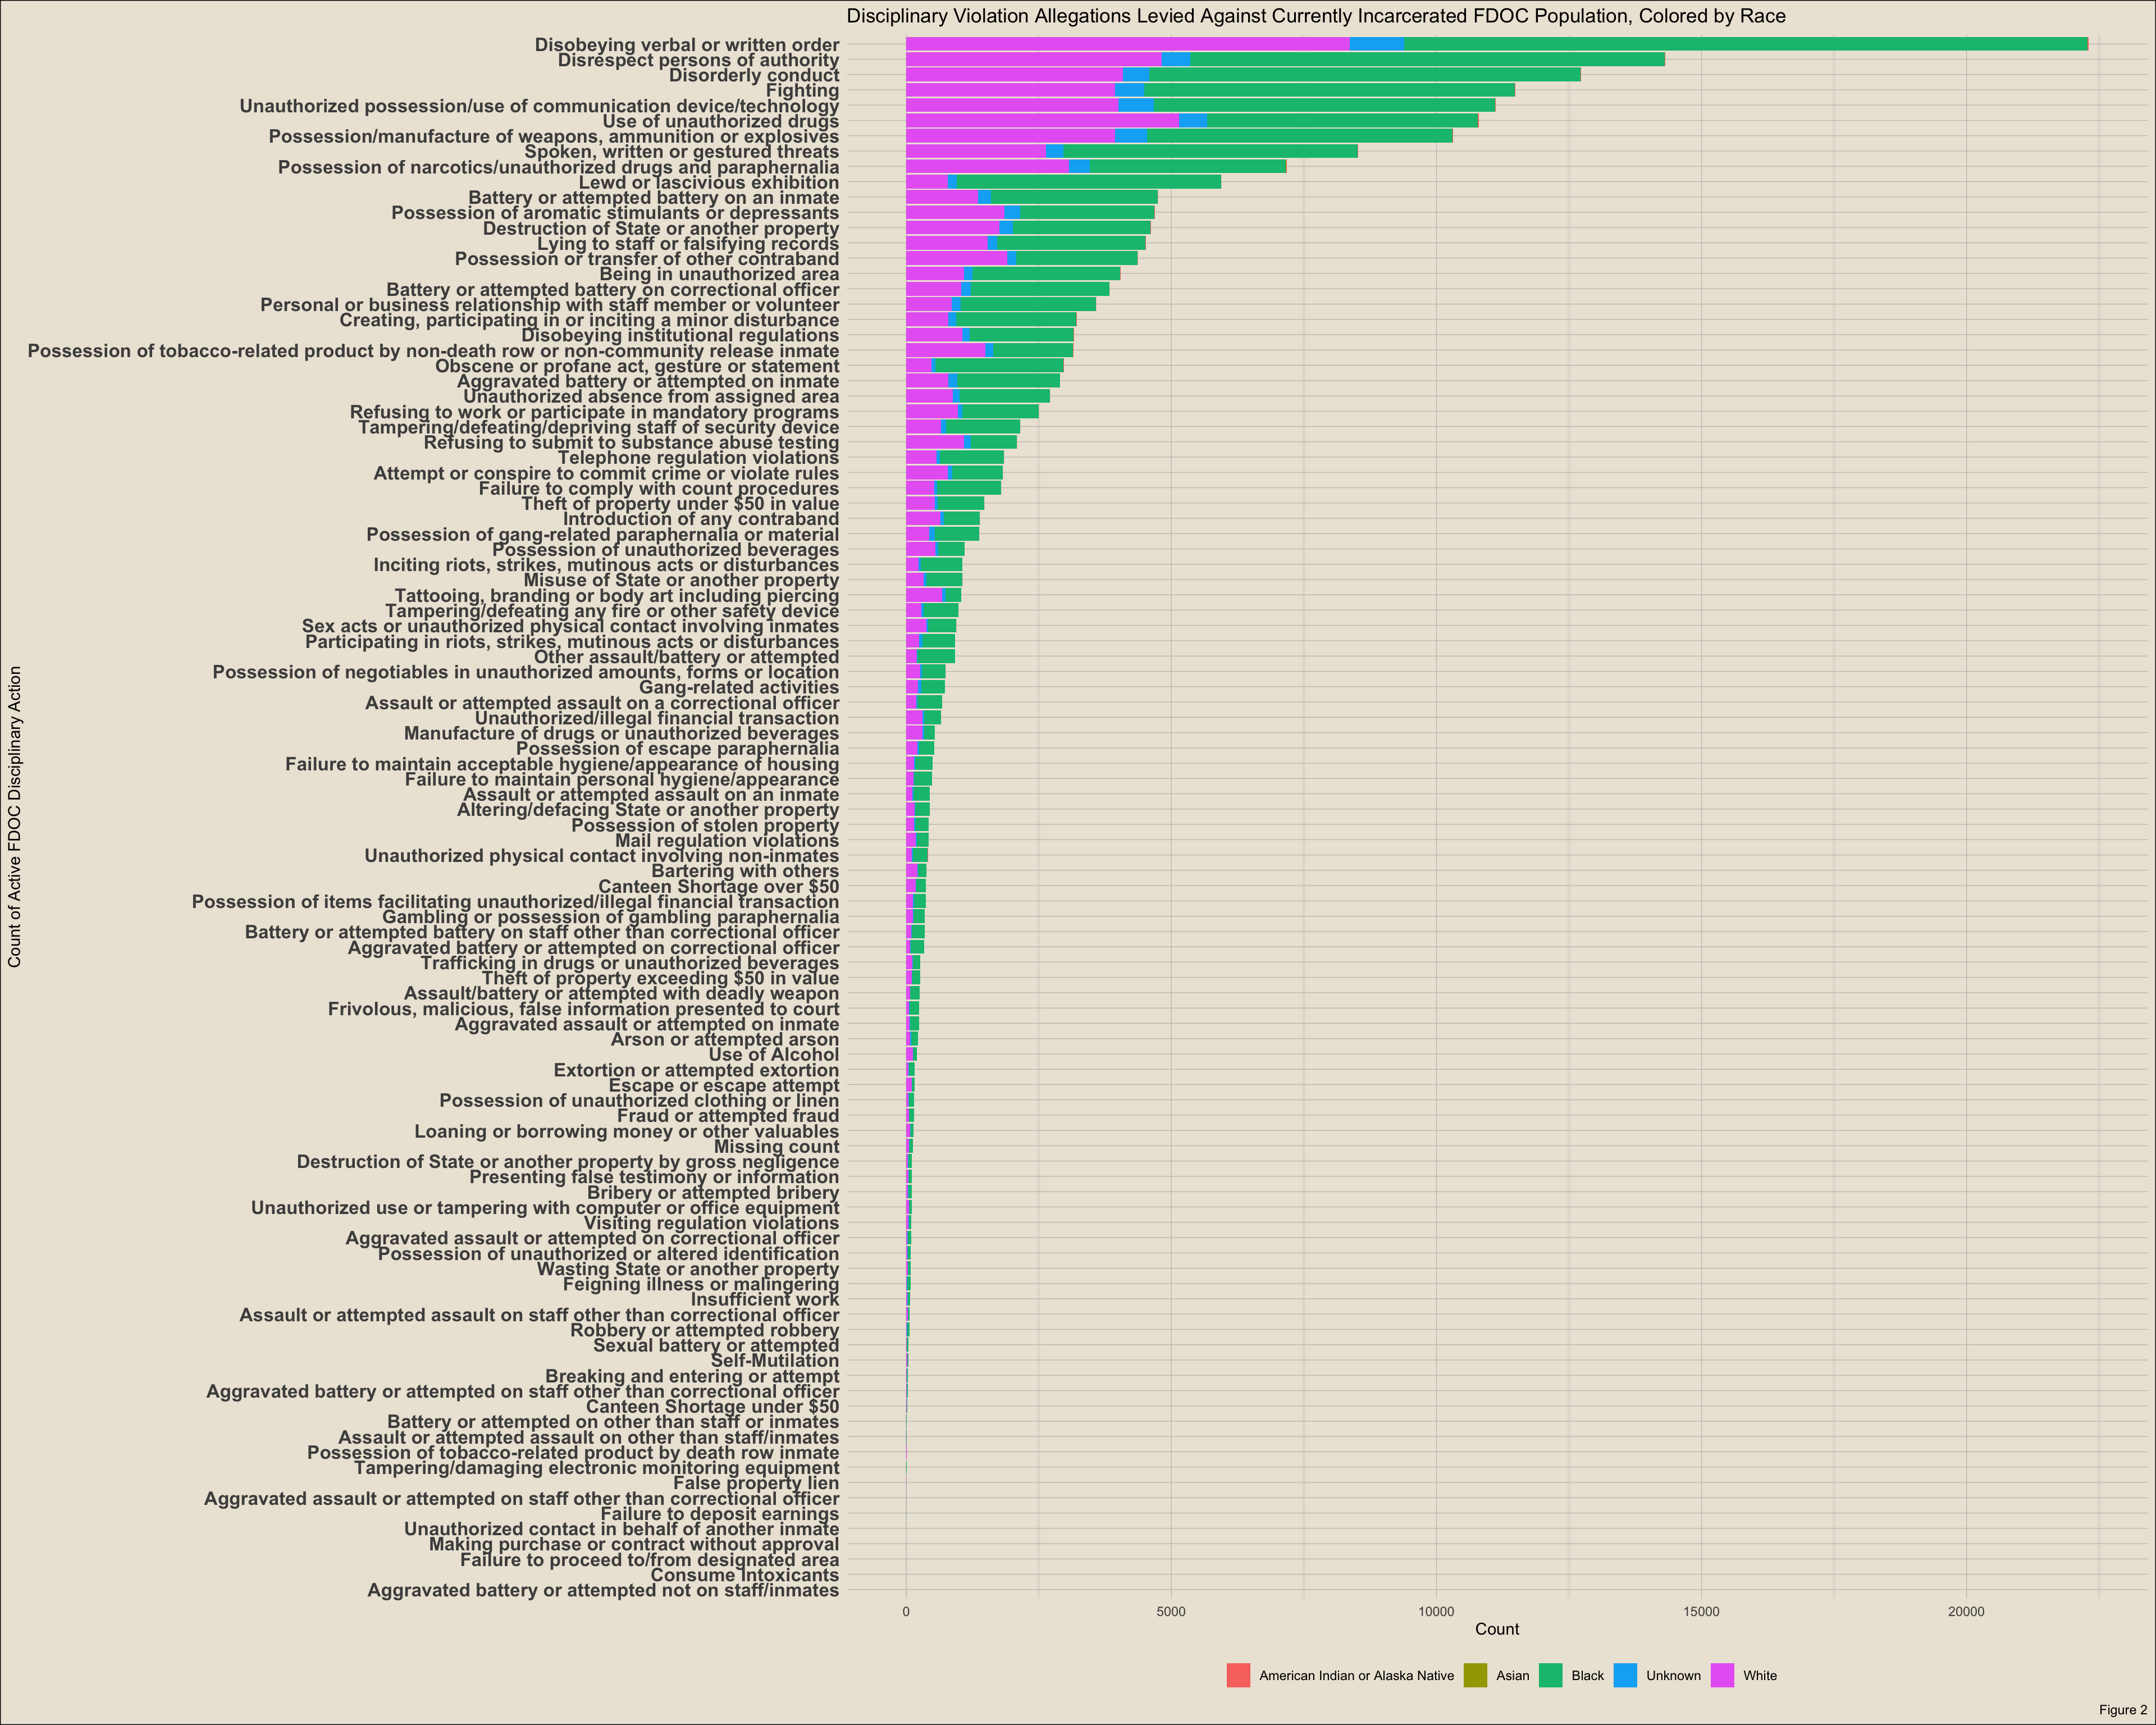 Disciplinary Violation Allegations Levied Against Currently Incarcerated FDOC Population, Colored by Race
Count of Active FDOC Disciplinary Action
Disobeying verbal or written order
Disrespect persons of authority
Disorderly conduct
Fighting
Unauthorized possession/use of communication device/technology
Use of unauthorized drugs
Possession/manufacture of weapons, ammunition or explosives
Spoken, written or gestured threats
Possession of narcotics/unauthorized drugs and paraphernalia
Lewd or lascivious exhibition
Battery or attempted battery on an inmate
Possession of aromatic stimulants or depressants
Destruction of State or another property
Lying to staff or falsifying records
Possession or transfer of other contraband
Being in unauthorized area
Battery or attempted battery on correctional officer
Personal or business relationship with staff member or volunteer
Creating, participating in or inciting a minor disturbance
Disobeying institutional regulations
Possession of tobacco-related product by non-death row or non-community release inmate
Obscene or profane act, gesture or statement
Aggravated battery or attempted on inmate
Unauthorized absence from assigned area
Refusing to work or participate in mandatory programs
Tampering/defeating/depriving staff of security device
Refusing to submit to substance abuse testing
Telephone regulation violations
Attempt or conspire to commit crime or violate rules
Failure to comply with count procedures
Theft of property under $50 in value
Introduction of any contraband
Possession of gang-related paraphernalia or material
Possession of unauthorized beverages
Inciting riots, strikes, mutinous acts or disturbances
Misuse of State or another property
Tattooing, branding or body art including piercing
Tampering/defeating any fire or other safety device
Sex acts or unauthorized physical contact involving inmates
Participating in riots, strikes, mutinous acts or disturbances
Other assault/battery or attempted
Possession of negotiables in unauthorized amounts, forms or location
Gang-related activities
Assault or attempted assault on a correctional officer
Unauthorized/illegal financial transaction
Manufacture of drugs or unauthorized beverages
Possession of escape paraphernalia
Failure to maintain acceptable hygiene/appearance of housing
Failure to maintain personal hygiene/appearance
Assault or attempted assault on an inmate
Altering/defacing State or another property
Possession of stolen property
Mail regulation violations
Unauthorized physical contact involving non-inmates
Bartering with others
Canteen Shortage over $50
Possession of items facilitating unauthorized/illegal financial transaction
Gambling or possession of gambling paraphernalia
Battery or attempted battery on staff other than correctional officer
Aggravated battery or attempted on correctional officer
Trafficking in drugs or unauthorized beverages
Theft of property exceeding $50 in value
Assault/battery or attempted with deadly weapon
Frivolous, malicious, false information presented to court
Aggravated assault or attempted on inmate
Arson or attempted arson
Use of Alcohol
Extortion or attempted extortion
Escape or escape attempt
Possession of unauthorized clothing or linen
Fraud or attempted fraud
Loaning or borrowing money or other valuables
Missing count
Destruction of State or another property by gross negligence
Presenting false testimony or information
Bribery or attempted bribery
Unauthorized use or tampering with computer or office equipment
Visiting regulation violations
Aggravated assault or attempted on correctional officer
Possession of unauthorized or altered identification
Wasting State or another property
Feigning illness or malingering
Insufficient work
Assault or attempted assault on staff other than correctional officer
Robbery or attempted robbery
Sexual battery or attempted
Self-Mutilation
Breaking and entering or attempt
Aggravated battery or attempted on staff other than correctional officer
Canteen Shortage under $50
Battery or attempted on other than staff or inmates
Assault or attempted assault on other than staff/inmates
Possession of tobacco-related product by death row inmate
Tampering/damaging electronic monitoring equipment
False property lien
Aggravated assault or attempted on staff other than correctional officer
Failure to deposit earnings
Unauthorized contact in behalf of another inmate
Making purchase or contract without approval
Failure to proceed to/from designated area
Consume Intoxicants
Aggravated battery or attempted not on staff/inmates
0 5000 10000 15000 20000
Count
American Indian or Alaska Native Asian Black Unknown White
Figure 2